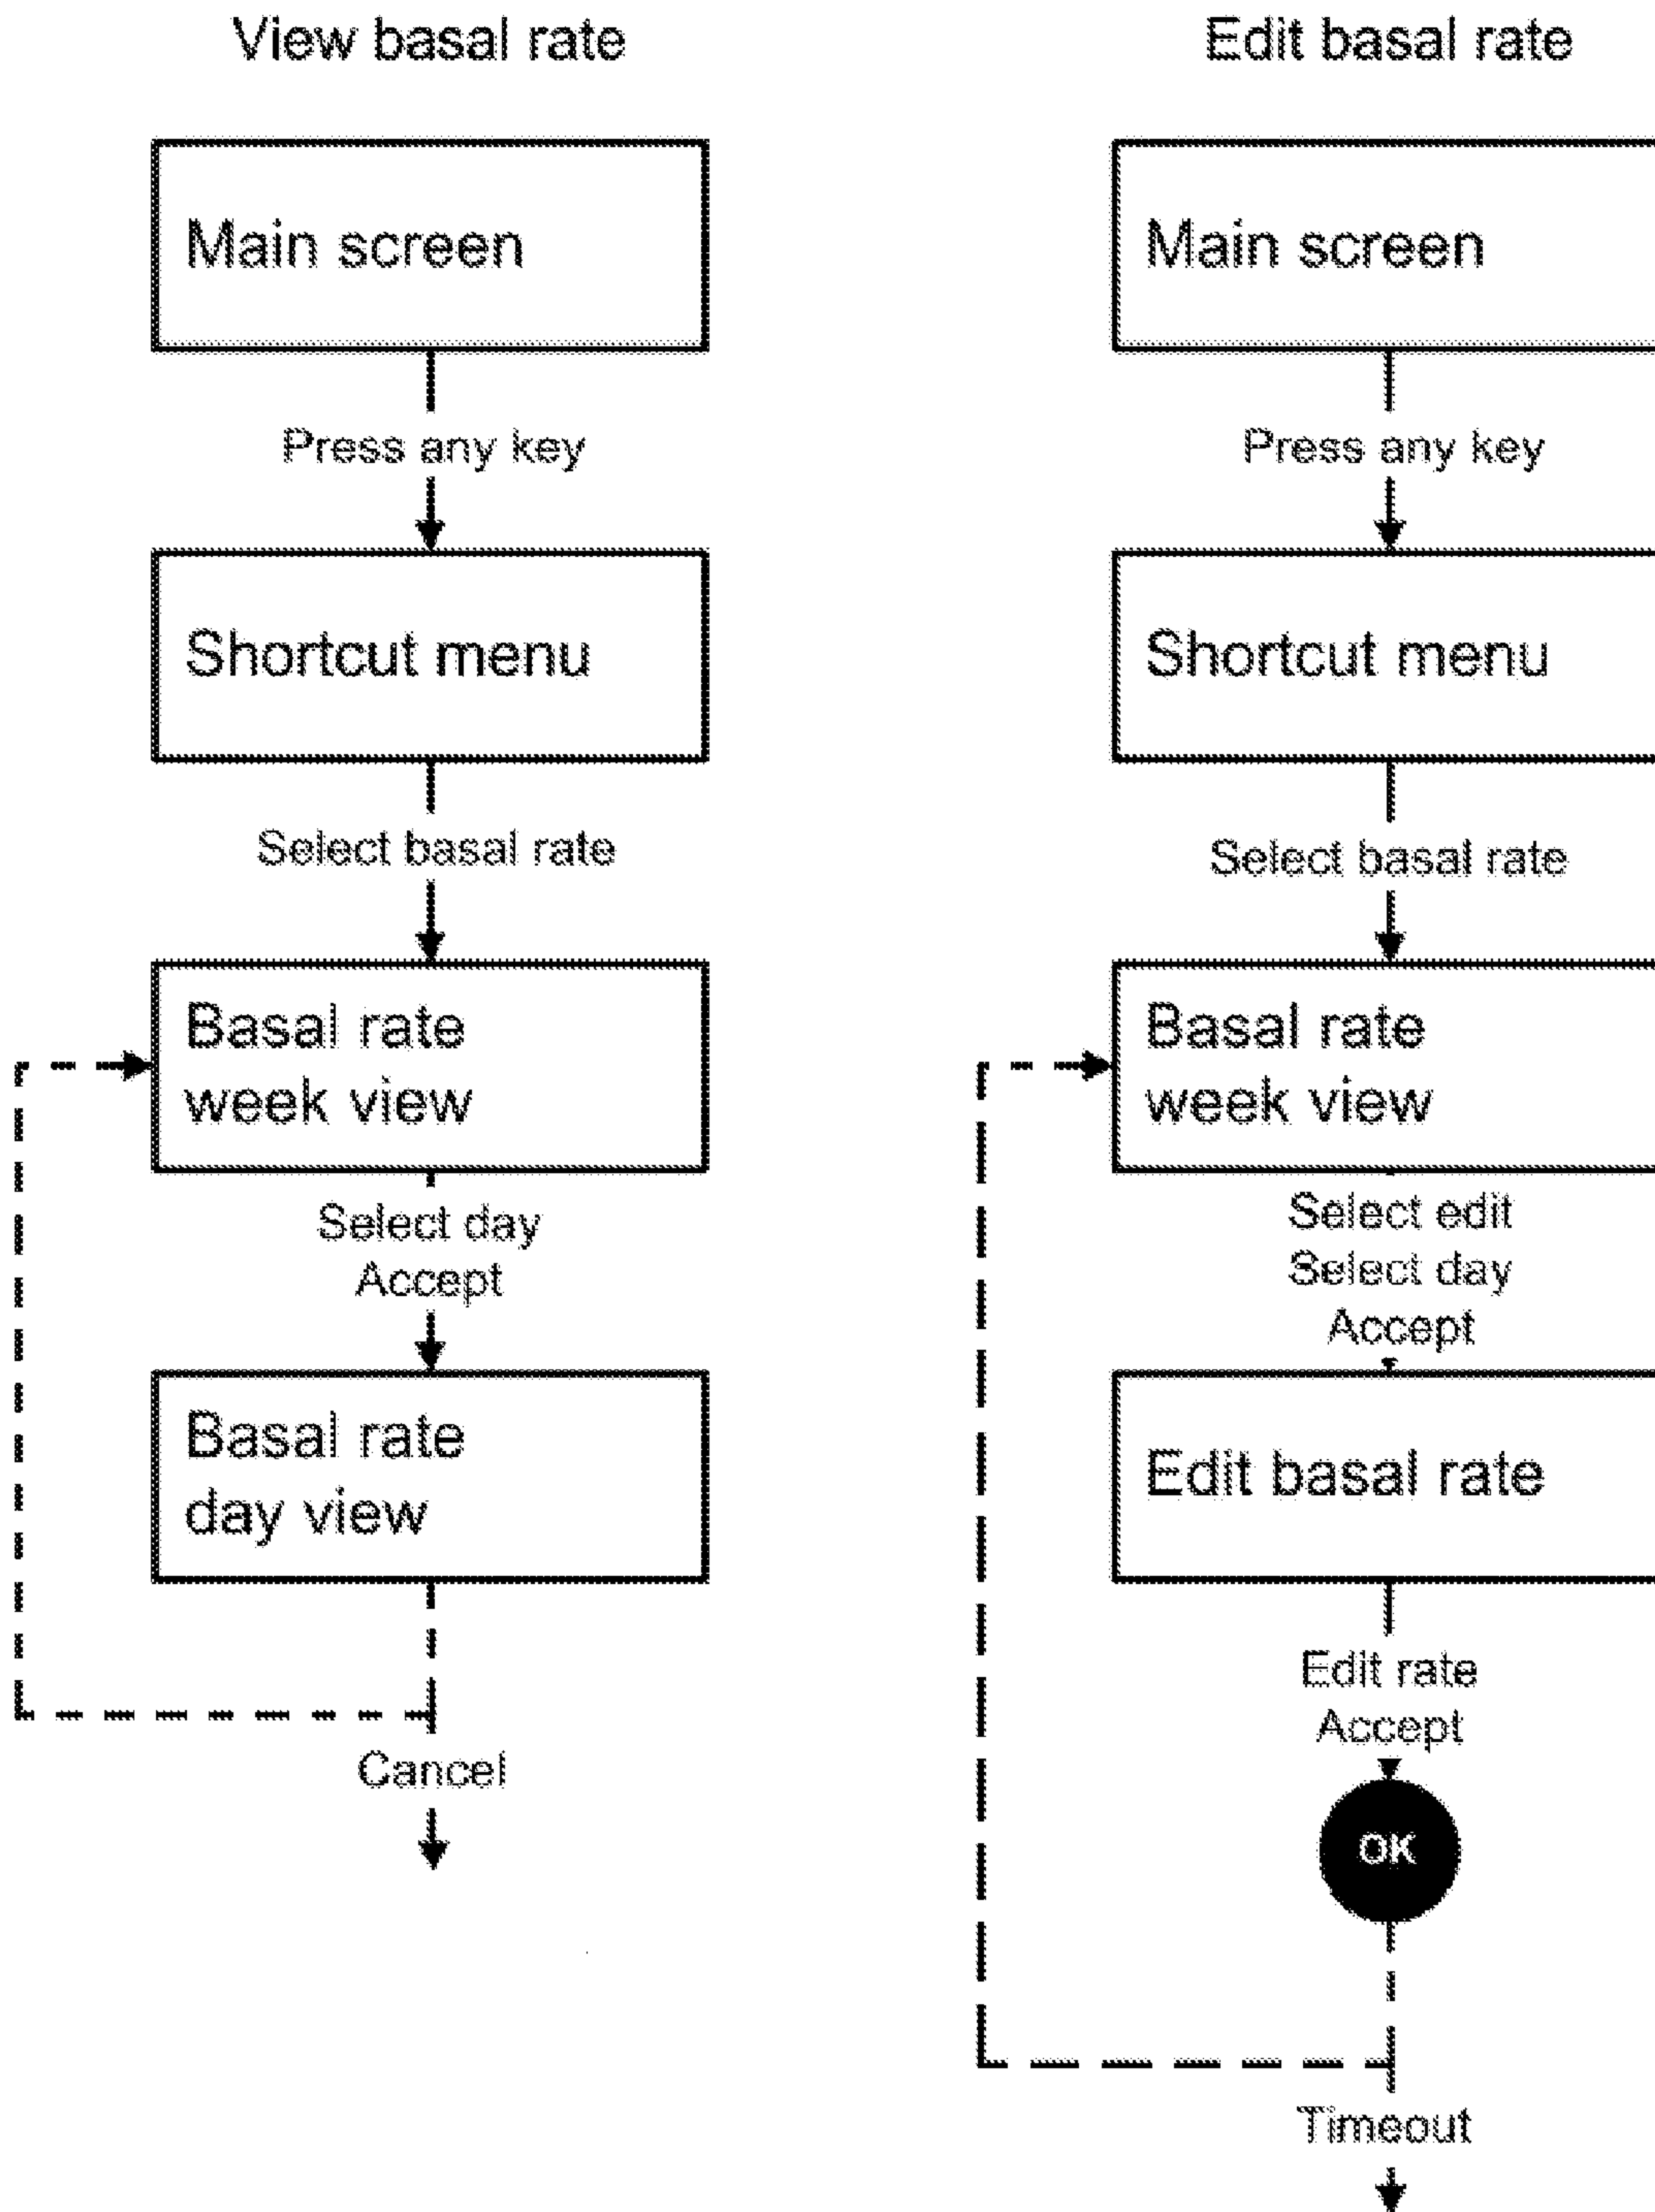 View basal rate
Main screen
Press any key
Shortcut menu
Select basal rate
Basal rate
week view
Select day
Accept
Basal rate
day view
Cancel
Edit basal rate
Main screen
Press any key
Shortcut menu
Select basal rate
Basal rate
week view
Select edit
Select day
Accept
Edit basal rate
Edit rate
Accept
OK
Timeout